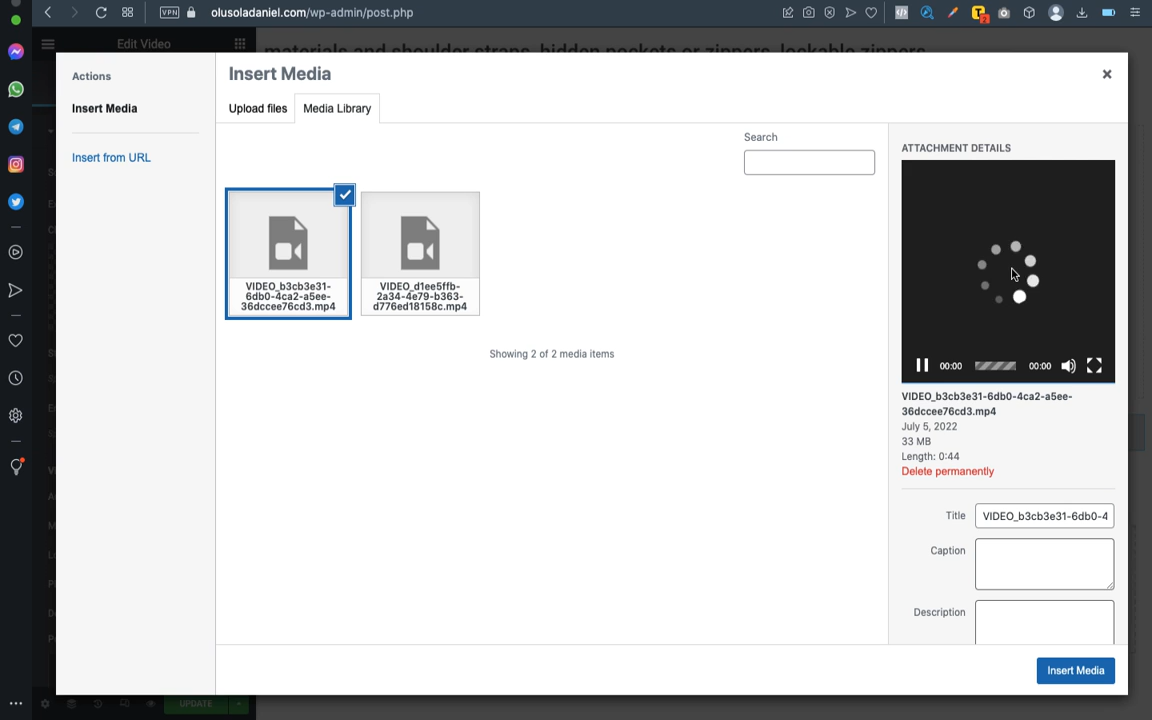 VPN
olusoladaniel.com/wp-admin/post.php
2
Edit Video
materials and shoulder straps, hidden pockets or zippers, lockable zippers
Actions
Insert Media
Insert from URL
Insert Media
Upload files
Media Library
Search
VIDEO_b3cb3e31-
6db0-4ca2-a5ee-
36dccee76cd3.mp4
VIDEO_d1ee5ffb-
2a34-4e79-b363-
d776ed18158c.mp4
Showing 2 of 2 media items
ATTACHMENT DETAILS
00:00
00:00
VIDEO_b3cb3e31-6db0-4ca2-a5ee-
36dccee76cd3.mp4
July 5, 2022
33 MB
Length: 0:44
Delete permanently
Title
VIDEO_b3cb3e31-6db0-4
Caption
Description
Insert Media
UPDATE